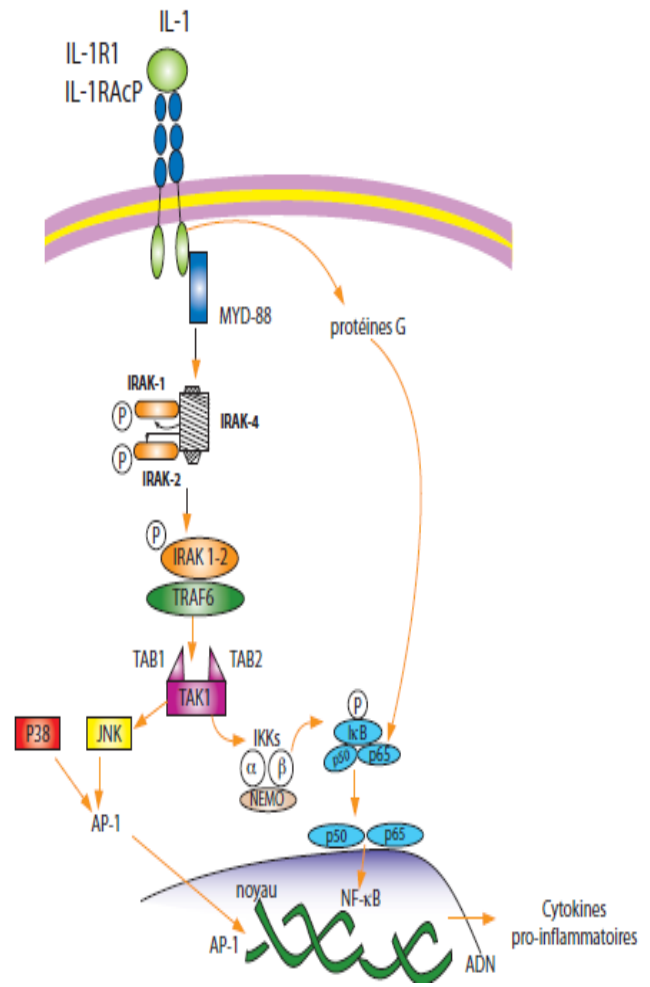 IL-1
IL-1R1
IL-1RAcP
MYD-88
protéines G
IRAK-1
P
IRAK-4
P
IRAK-2
P
IRAK 1-2
TRAF6
TAB1
TAB2
TAK1
P38
JNK
IKKs
α
β
NEMO
P
IκB
p50
p65
AP-1
p50
p65
noyau
NF-κB
AP-1
ADN
Cytokines
pro-inflammatoires